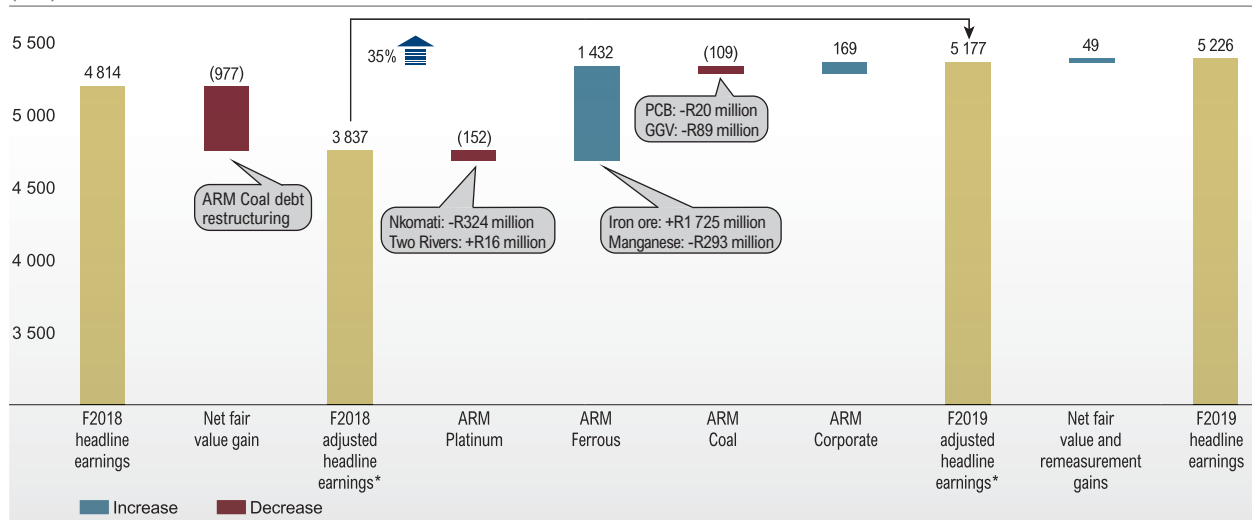 5 500
5 000
4 500
4 000
3 500
4 814
(977)
ARM Coal debt
restructuring
3 837
35%
(152)
Nkomati: -R324 million
Two Rivers: +R16 million
1 432
Iron ore: +R1 725 million
Manganese: -R293 million
(109)
PCB: -R20 million
GGV: -R89 million
169
5 177
49
5 226
F2018
headline
earnings
Net fair
value gain
F2018
adjusted
headline
earnings*
ARM
Platinum
ARM
Ferrous
ARM
Coal
ARM
Corporate
F2019
adjusted
headline
earnings*
Net fair
value and
remeasurement
gains
F2019
headline
earnings
Increase
Decrease